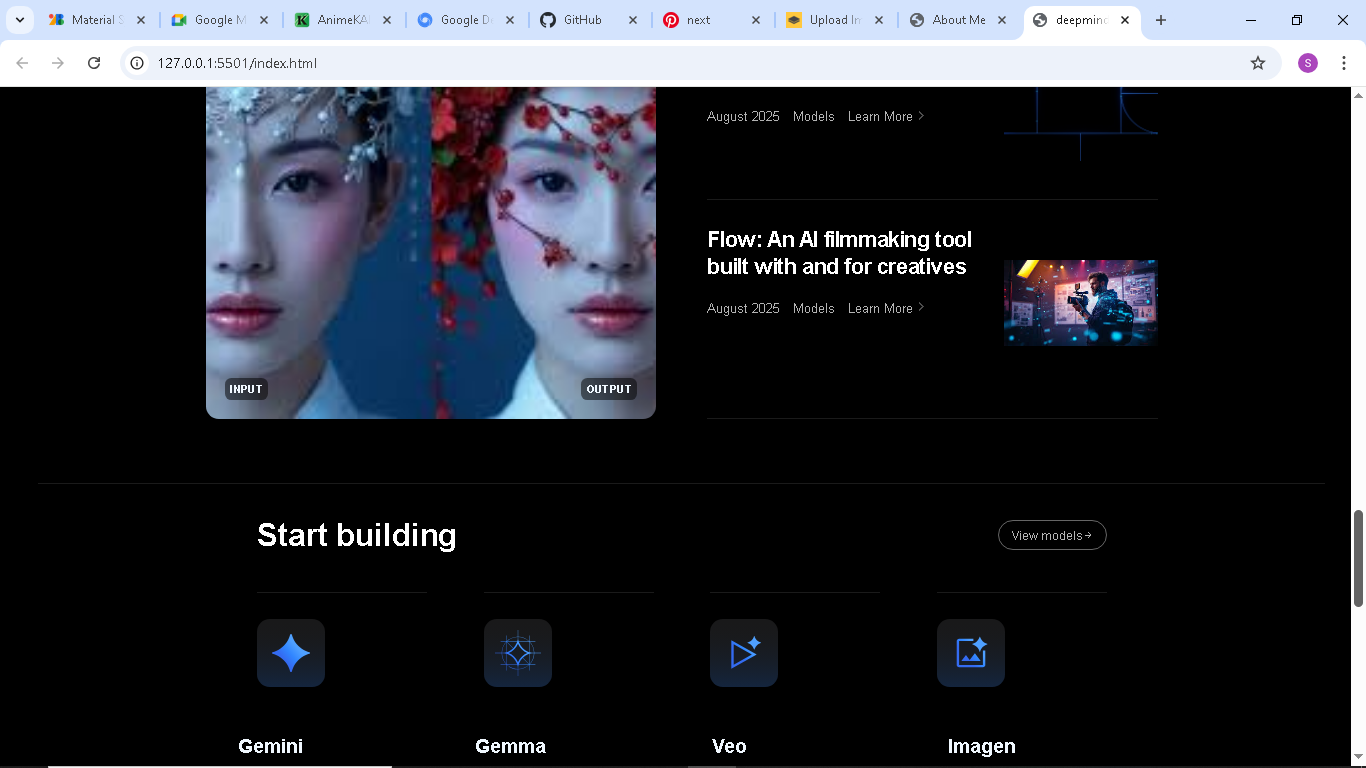 Material S
Google M
AnimeKA
Google De
GitHub
next
Upload In
About Me
deepmind
127.0.0.1:5501/index.html
S
August 2025 Models Learn More
Flow: An AI filmmaking tool
built with and for creatives
August 2025 Models Learn More
INPUT
OUTPUT
Start building
View models→
Gemini
Gemma
Veo
Imagen